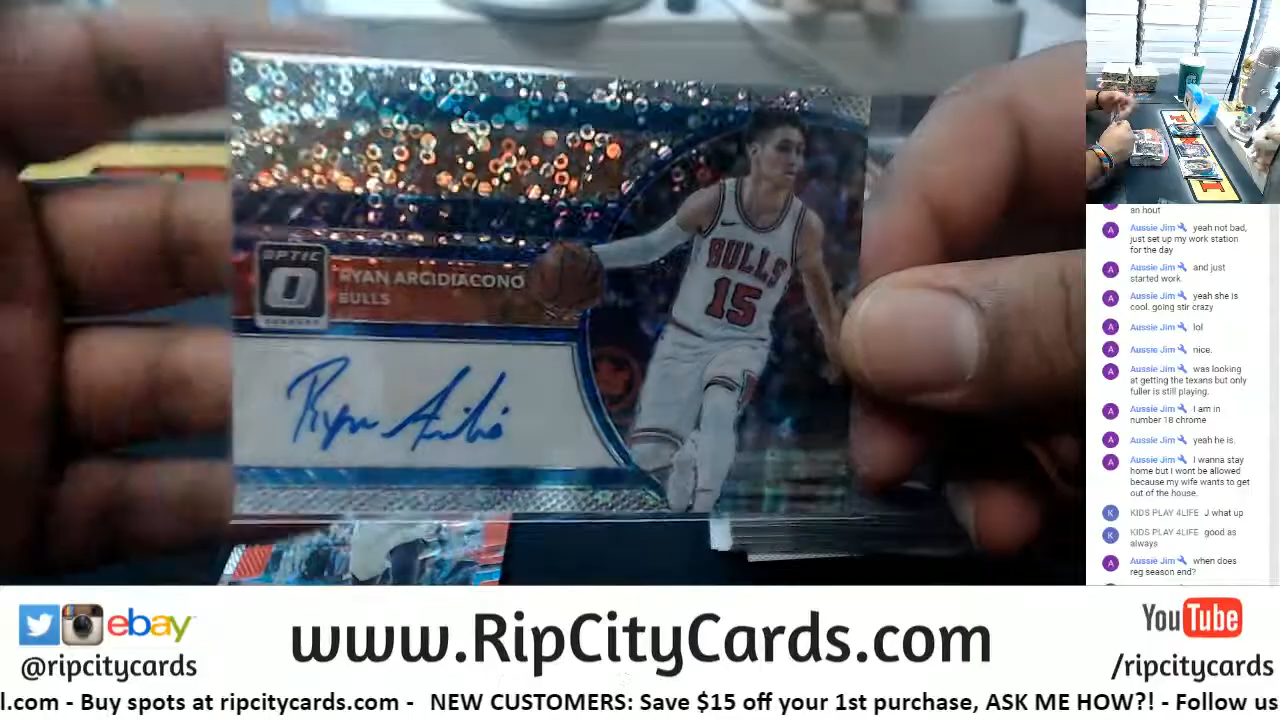 OPTIC
RYAN ARCIDIACONO
BULLS
BULLS
15
an hout
A Aussie Jim yeah not bad,
just set up my work station
for the day
A Aussie Jim and just
started work.
A Aussie Jim yeah she is
cool. going stir crazy
A Aussie Jim lol
A Aussie Jim nice.
A Aussie Jim was looking
at getting the texans but only
fuller is still playing.
A Aussie Jim I am in
number 18 chrome
A Aussie Jim yeah he is.
A Aussie Jim I wanna stay
home but I wont be allowed
because my wife wants to get
out of the house.
K KIDS PLAY 4LIFE J what up
K KIDS PLAY 4LIFE good as
always
A Aussie Jim when does
reg season end?
ebay
@ripcitycards
www.RipCityCards.com
YouTube
/ripcitycards
l.com - Buy spots at ripcitycards.com - NEW CUSTOMERS: Save $15 off your 1st purchase, ASK ME HOW?! - Follow us